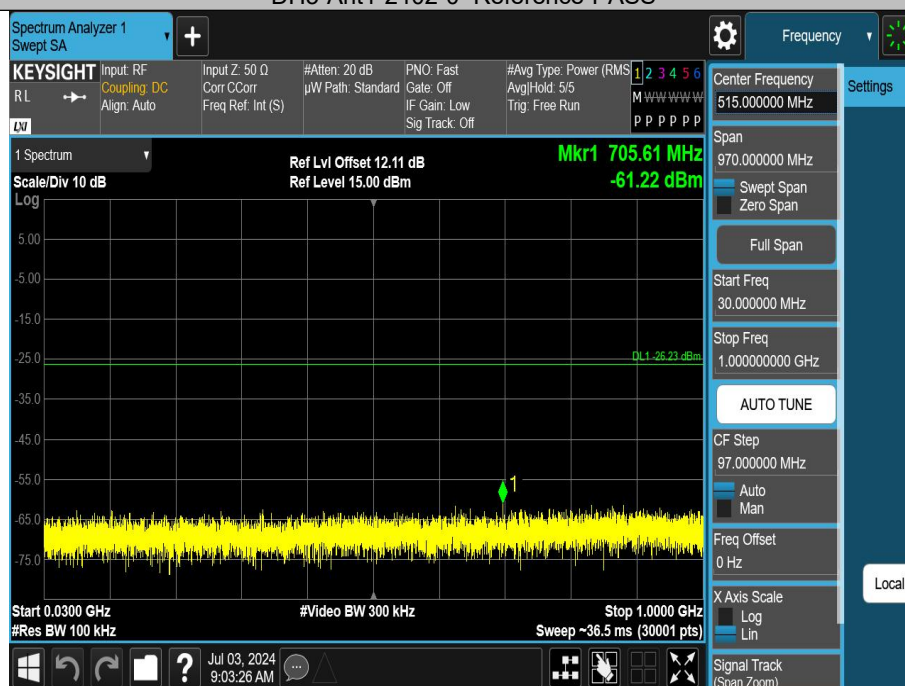 Spectrum Analyzer 1
Swept SA
Frequency
KEYSIGHT
RL
LXI
Input: RF
Coupling: DC
Align: Auto
Input Z: 50 Ω
Corr CCorr
Freq Ref: Int (S)
#Atten: 20 dB
µW Path: Standard
PNO: Fast
Gate: Off
IF Gain: Low
Sig Track: Off
#Avg Type: Power (RMS
Avg|Hold: 5/5
Trig: Free Run
1 2 3 4 5 6
M W W W W W
P P P P P P
1 Spectrum
Scale/Div 10 dB
Log
Ref Lvl Offset 12.11 dB
Ref Level 15.00 dBm
Mkr1 705.61 MHz
-61.22 dBm
5.00
-5.00
-15.0
-25.0
-35.0
-45.0
-55.0
-65.0
-75.0
DL1 -26.23 dBm
1
Start 0.0300 GHz
#Res BW 100 kHz
#Video BW 300 kHz
Stop 1.0000 GHz
Sweep ~36.5 ms (30001 pts)
?
Jul 03, 2024
9:03:26 AM
Center Frequency
515.000000 MHz
Settings
Span
970.000000 MHz
Swept Span
Zero Span
Full Span
Start Freq
30.000000 MHz
Stop Freq
1.000000000 GHz
AUTO TUNE
CF Step
97.000000 MHz
Auto
Man
Freq Offset
0 Hz
Local
X Axis Scale
Log
Lin
Signal Track
(Span Zoom)